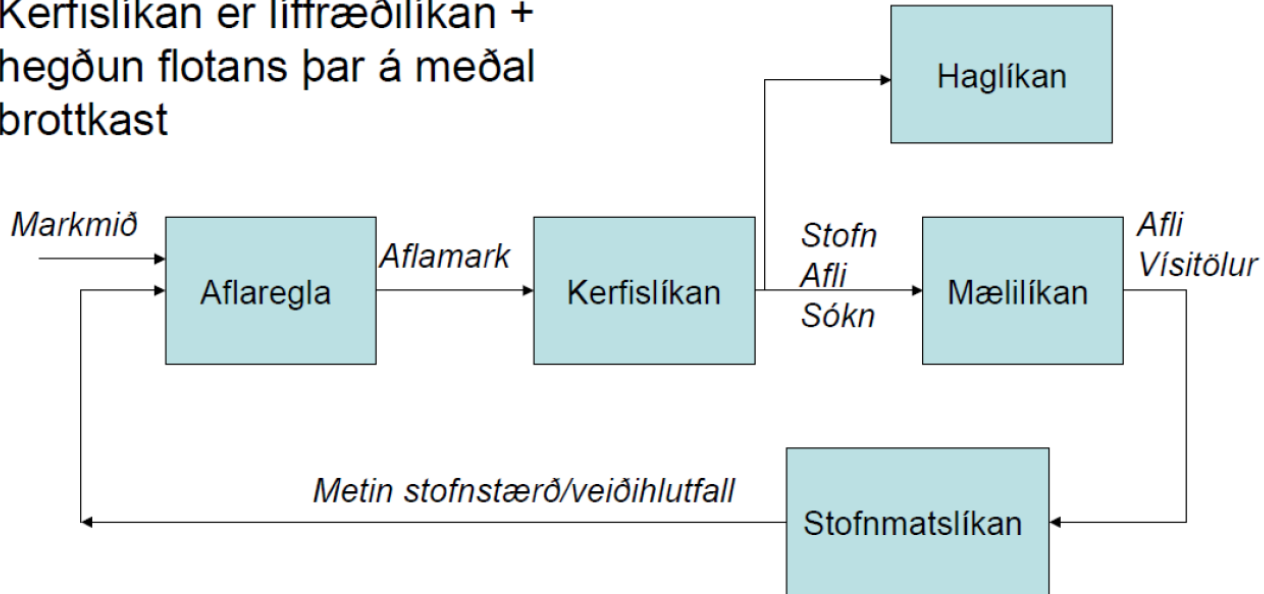 Kerfislíkan er líffræðilíkan +
hegðun flotans þar á meðal
brottkast
Haglíkan
Markmið
Aflaregla
Aflamark
Kerfislíkan
Stofn
Afli
Sókn
Mælilíkan
Afli
Vísitölur
Metin stofnstærð/veiðihlutfall
Stofnmatslíkan